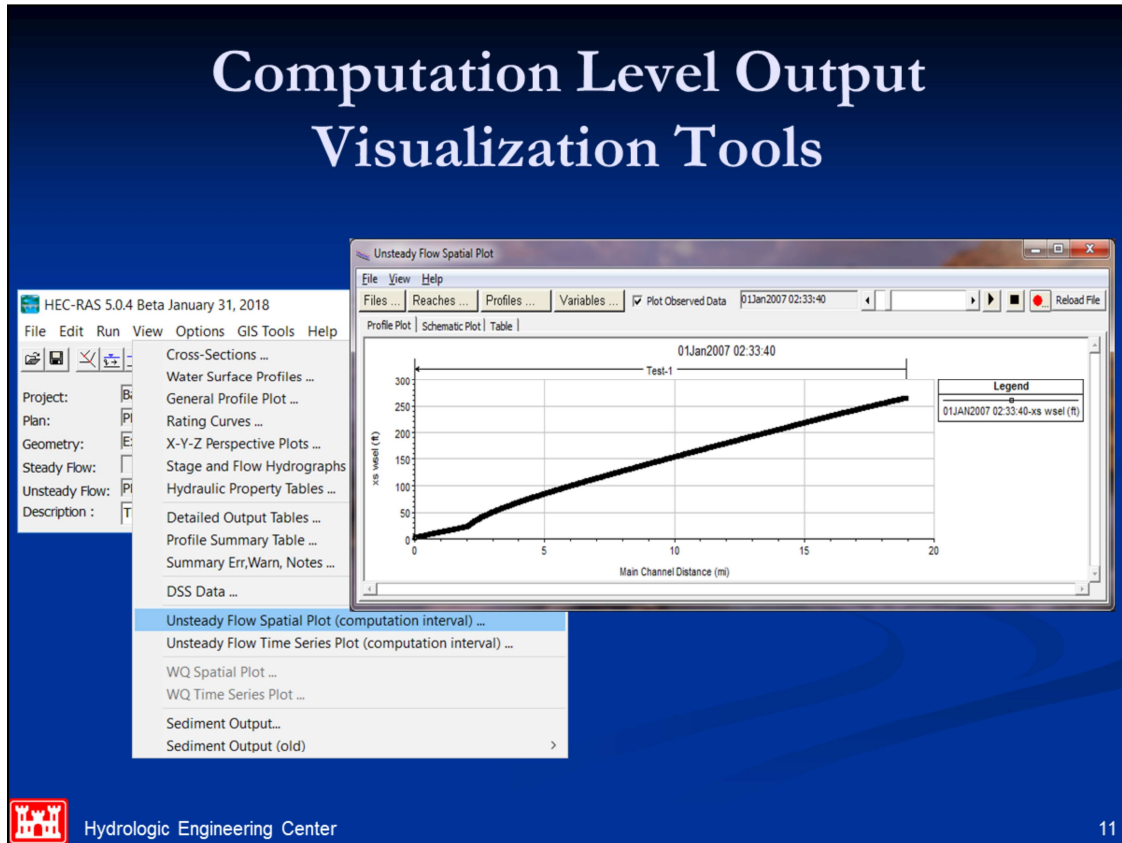 Computation Level Output
Visualization Tools
HEC-RAS 5.0.4 Beta January 31, 2018
File Edit Run View Options GIS Tools Help
Project:
Plan:
Geometry:
Steady Flow:
Unsteady Flow:
Description :
Cross-Sections ...
Water Surface Profiles ...
General Profile Plot ...
Rating Curves ...
X-Y-Z Perspective Plots ...
Stage and Flow Hydrographs
Hydraulic Property Tables ...
Detailed Output Tables ...
Profile Summary Table ...
Summary Err,Warn, Notes ...
DSS Data ...
Unsteady Flow Spatial Plot (computation interval) ...
Unsteady Flow Time Series Plot (computation interval) ...
WQ Spatial Plot ...
WQ Time Series Plot ...
Sediment Output...
Sediment Output (old)
Unsteady Flow Spatial Plot
File View Help
Files ... Reaches ... Profiles ... Variables ... Plot Observed Data 01Jan2007 02:33:40 Reload File
Profile Plot Schematic Plot Table
01Jan2007 02:33:40
Test-1
300
250
200
150
100
50
0
xs wsel (ft)
0 5 10 15 20
Main Channel Distance (mi)
Legend
01JAN2007 02:33:40-xs wsel (ft)
Hydrologic Engineering Center
11